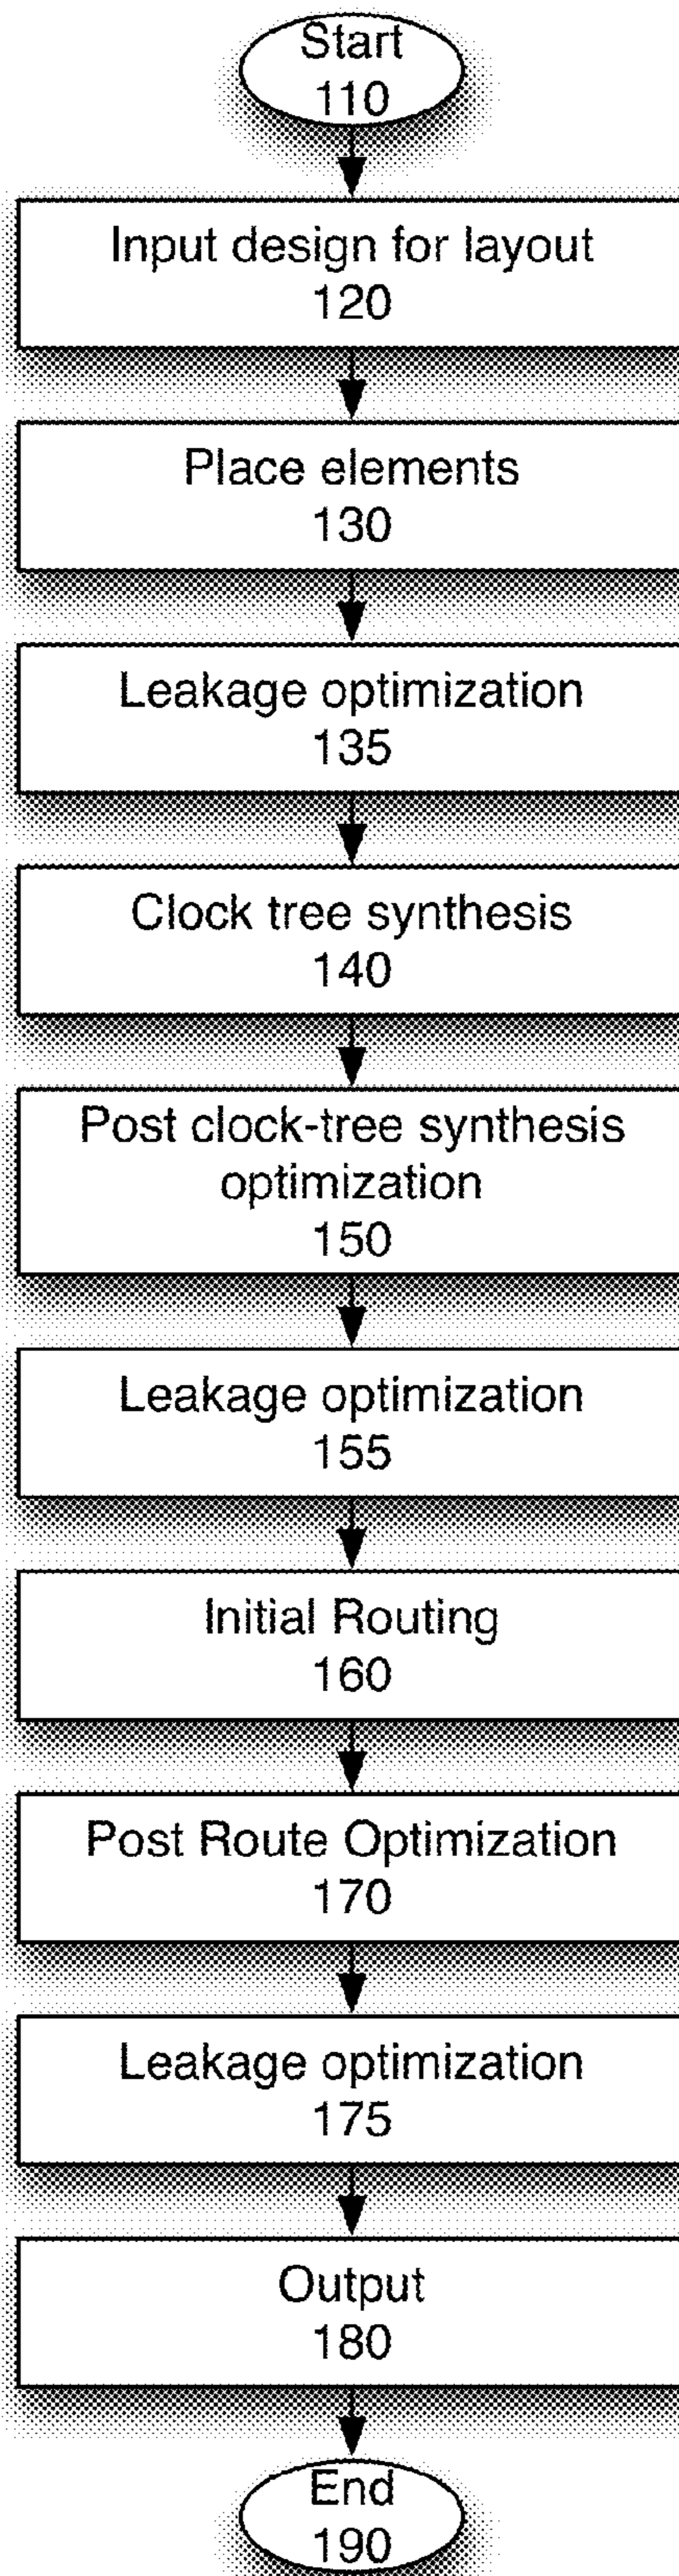 Start
110
Input design for layout
120
Place elements
130
Leakage optimization
135
Clock tree synthesis
140
Post clock-tree synthesis
optimization
150
Leakage optimization
155
Initial Routing
160
Post Route Optimization
170
Leakage optimization
175
Output
180
End
190